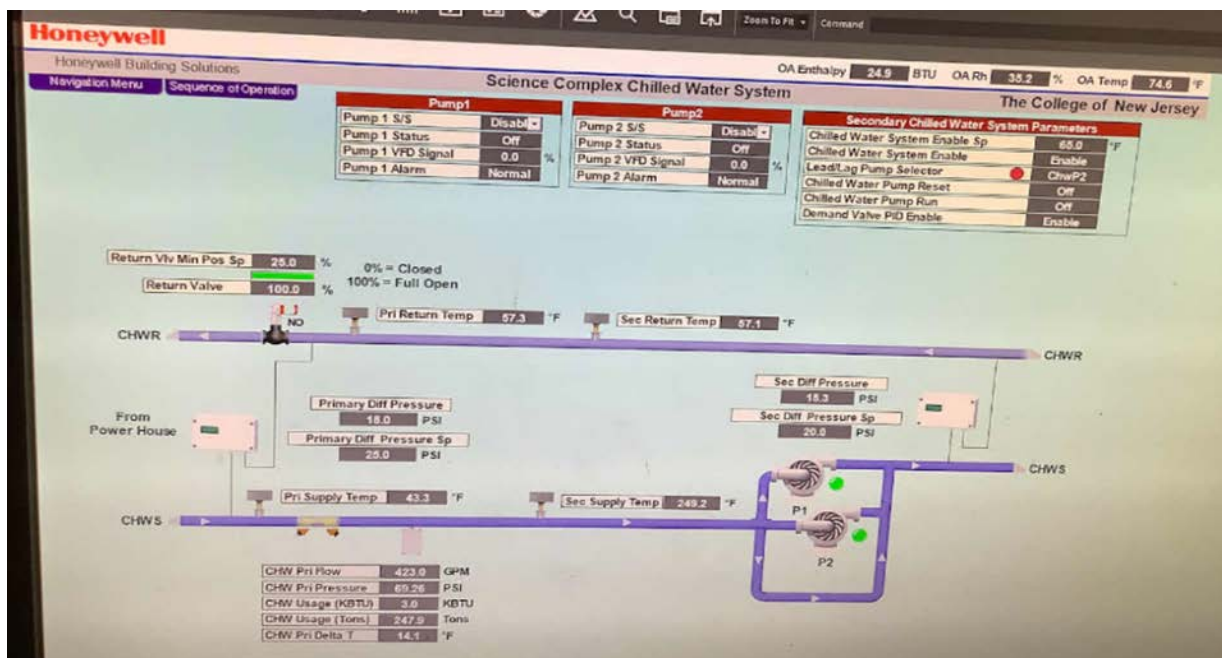 Zoom To Fit
Command
Honeywell
Honeywell Building Solutions
OA Enthalpy 24.9 BTU OA Rh 35.2 % OA Temp 74.6 °F
Navigation Menu Sequence of Operation
Science Complex Chilled Water System
The College of New Jersey
Pump1
Pump 1 S/S Disabl
Pump 1 Status Off
Pump 1 VFD Signal 0.0 %
Pump 1 Alarm Normal
Pump2
Pump 2 S/S Disabl
Pump 2 Status Off
Pump 2 VFD Signal 0.0 %
Pump 2 Alarm Normal
Secondary Chilled Water System Parameters
Chilled Water System Enable Sp 65.0 °F
Chilled Water System Enable Enable
Lead/Lag Pump Selector ChwP2
Chilled Water Pump Reset Off
Chilled Water Pump Run Off
Demand Valve PID Enable Enable
Return Vlv Min Pos Sp 25.0 %
Return Valve 100.0 %
0% = Closed
100% = Full Open
NO
Pri Return Temp 57.3 °F
Sec Return Temp 57.1 °F
CHWR
CHWR
Sec Diff Pressure
15.3 PSI
Sec Diff Pressure Sp
20.0 PSI
From
Power House
Primary Diff Pressure
15.0 PSI
Primary Diff Pressure Sp
25.0 PSI
CHWS
Pri Supply Temp 43.3 °F
Sec Supply Temp 249.2 °F
CHWS
P1
P2
CHW Pri Flow 423.0 GPM
CHW Pri Pressure 69.26 PSI
CHW Usage (KBTU) 3.0 KBTU
CHW Usage (Tons) 247.9 Tons
CHW Pri Delta T 14.1 °F